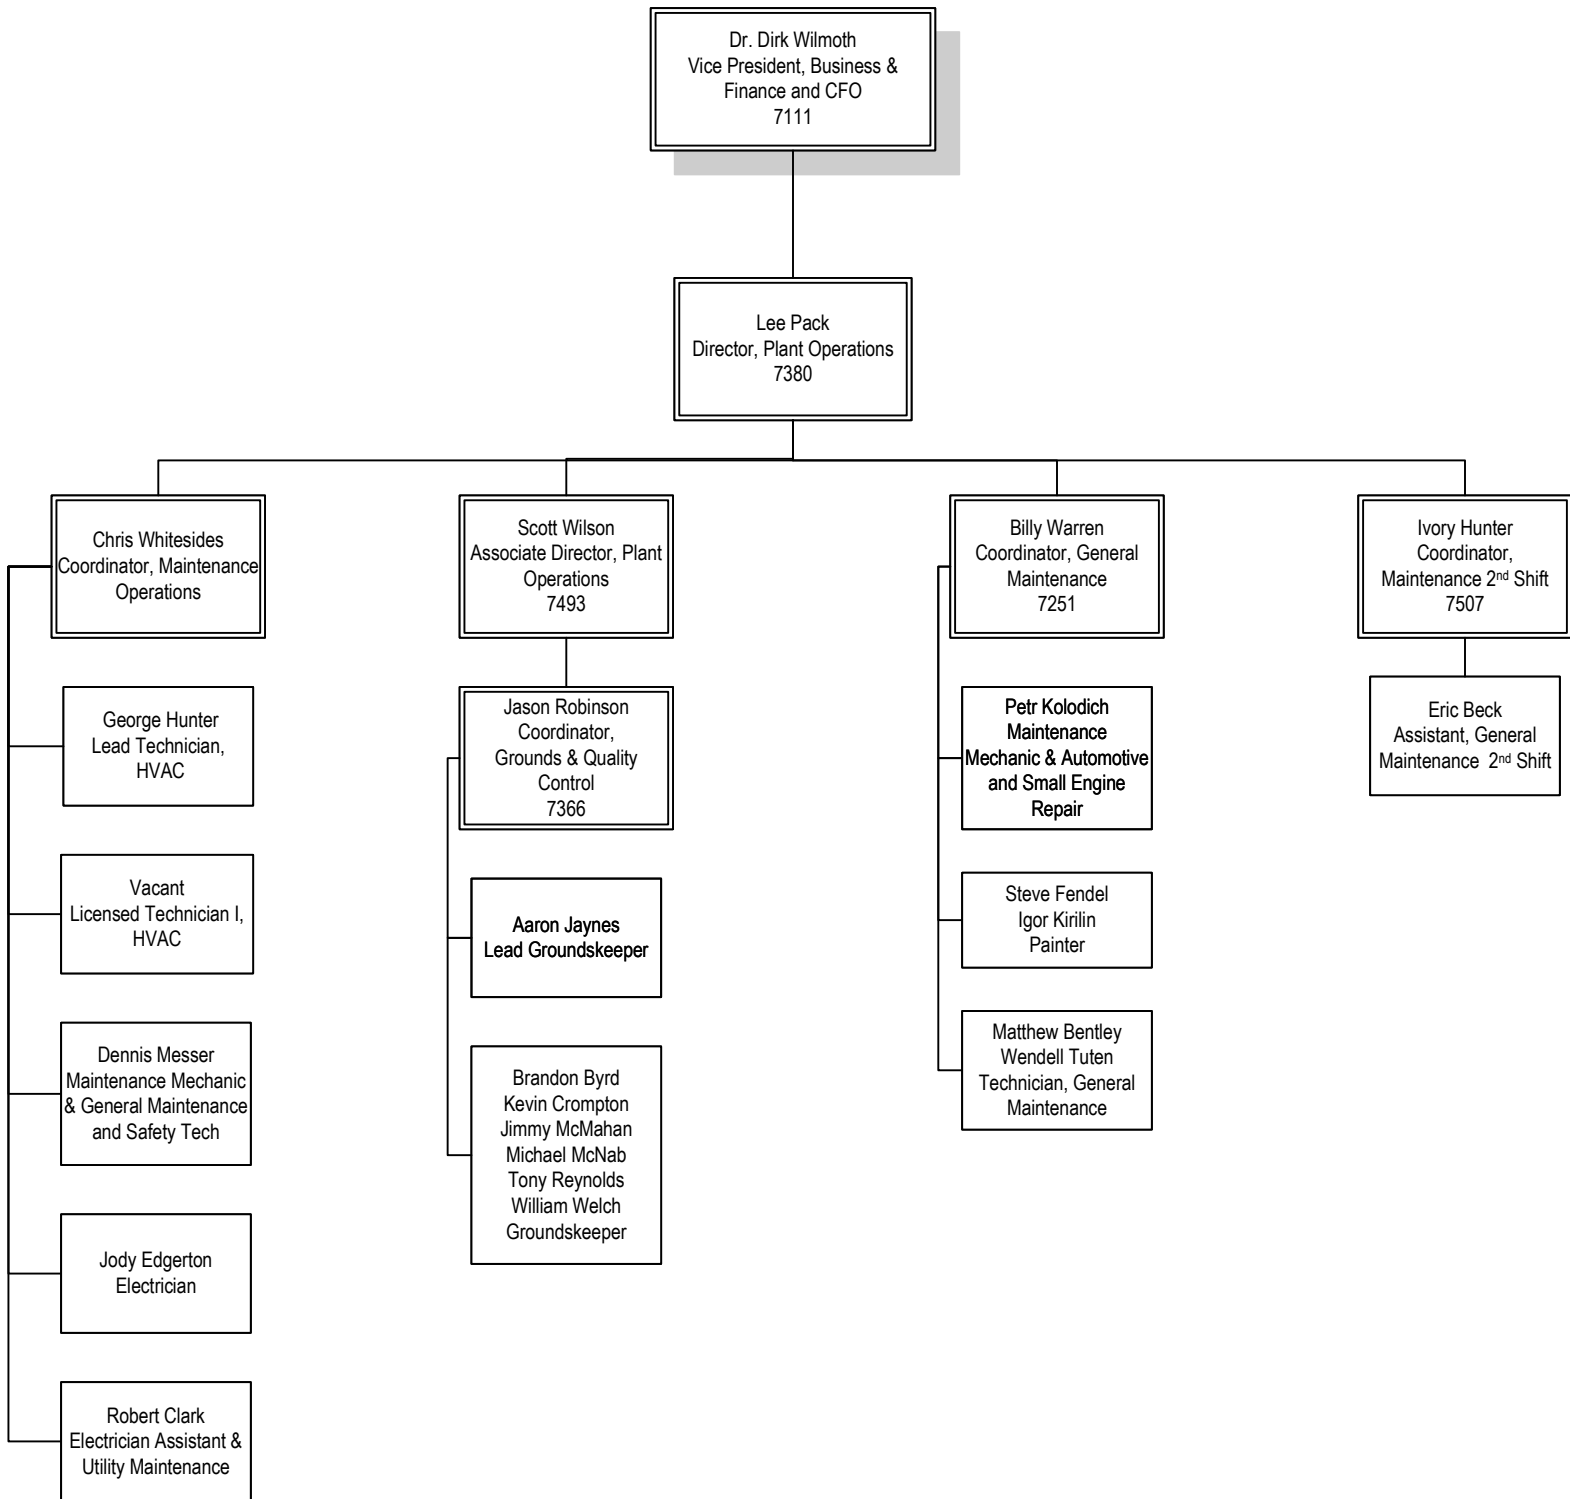 Dr. Dirk Wilmoth
Vice President, Business &
Finance and CFO
7111
Lee Pack
Director, Plant Operations
7380
Chris Whitesides
Coordinator, Maintenance
Operations
George Hunter
Lead Technician,
HVAC
Vacant
Licensed Technician I,
HVAC
Dennis Messer
Maintenance Mechanic
& General Maintenance
and Safety Tech
Jody Edgerton
Electrician
Robert Clark
Electrician Assistant &
Utility Maintenance
Scott Wilson
Associate Director, Plant
Operations
7493
Jason Robinson
Coordinator,
Grounds & Quality
Control
7366
Aaron Jaynes
Lead Groundskeeper
Brandon Byrd
Kevin Crompton
Jimmy McMahan
Michael McNab
Tony Reynolds
William Welch
Groundskeeper
Billy Warren
Coordinator, General
Maintenance
7251
Petr Kolodich
Maintenance
Mechanic & Automotive
and Small Engine
Repair
Steve Fendel
Igor Kirilin
Painter
Matthew Bentley
Wendell Tuten
Technician, General
Maintenance
Ivory Hunter
Coordinator,
Maintenance 2nd Shift
7507
Eric Beck
Assistant, General
Maintenance 2nd Shift